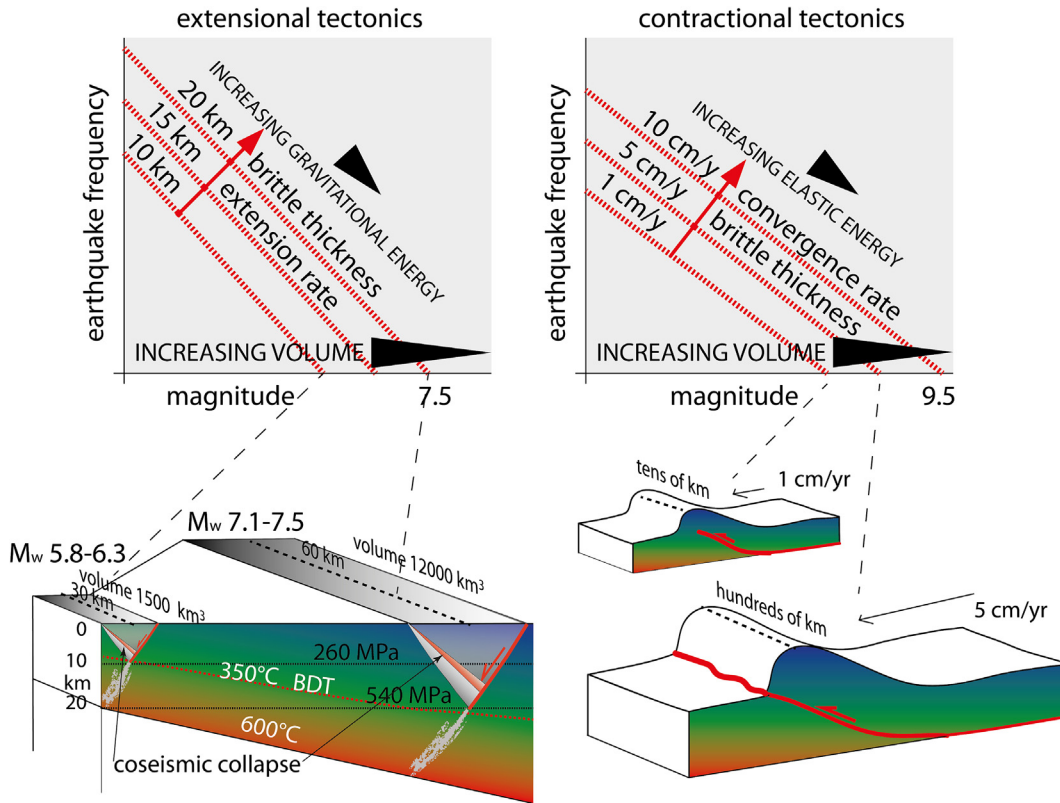 extensional tectonics
earthquake frequency
20 km
15 km
10 km
INCREASING GRAVITATIONAL ENERGY
brittle thickness
extension rate
INCREASING VOLUME
magnitude
7.5
contractional tectonics
earthquake frequency
10 cm/y
5 cm/y
1 cm/y
INCREASING ELASTIC ENERGY
convergence rate
brittle thickness
INCREASING VOLUME
magnitude
9.5
Mw 7.1-7.5
Mw 5.8-6.3
60 km
volume 12000 km³
volume 1500 km³
30 km
0
10
km
20
260 MPa
350°C BDT
540 MPa
600°C
coseismic collapse
tens of km
1 cm/yr
hundreds of km
5 cm/yr